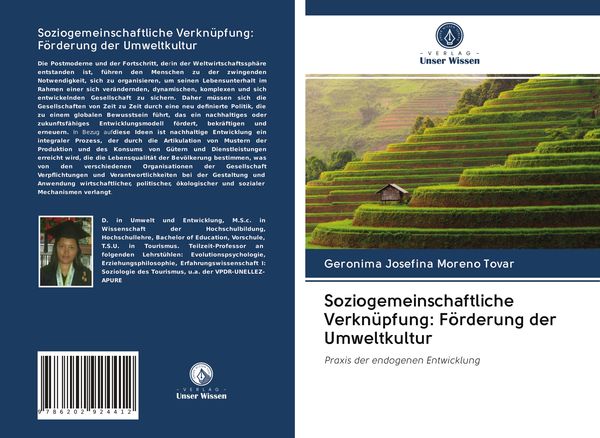 Soziogemeinschaftliche Verknüpfung:
Förderung der Umweltkultur
Die Postmoderne und der Fortschritt, der in der Weltwirtschaftssphäre
entstanden ist, führen den Menschen zu der zwingenden
Notwendigkeit, sich zu organisieren, um seinen Lebensunterhalt im
Rahmen einer sich verändernden, dynamischen, komplexen und sich
entwickelnden Gesellschaft zu sichern. Daher müssen sich die
Gesellschaften von Zeit zu Zeit durch eine neu definierte Politik, die
zu einem globalen Bewusstsein führt, das ein nachhaltiges oder
zukunftsfähiges Entwicklungsmodell fördert, bekräftigen und
erneuern. In Bezug auf diese Ideen ist nachhaltige Entwicklung ein
integraler Prozess, der durch die Artikulation von Mustern der
Produktion und des Konsums von Gütern und Dienstleistungen
erreicht wird, die die Lebensqualität der Bevölkerung bestimmen, was
von den verschiedenen Organisationen der Gesellschaft
Verpflichtungen und Verantwortlichkeiten bei der Gestaltung und
Anwendung wirtschaftlicher, politischer, ökologischer und sozialer
Mechanismen verlangt.
D. in Umwelt und Entwicklung, M.S.c. in
Wissenschaft der Hochschulbildung,
Hochschullehre, Bachelor of Education, Vorschule,
T.S.U. in Tourismus. Teilzeit-Professor an
folgenden Lehrstühlen: Evolutionspsychologie,
Erziehungsphilosophie, Erfahrungswissenschaft I:
Soziologie des Tourismus, u.a. der VPDR-UNELLEZ-
APURE
9 786202 924412
- VERLAG -
Unser Wissen
- VERLAG -
Unser Wissen
Geronima Josefina Moreno Tovar
Soziogemeinschaftliche
Verknüpfung: Förderung der
Umweltkultur
Praxis der endogenen Entwicklung